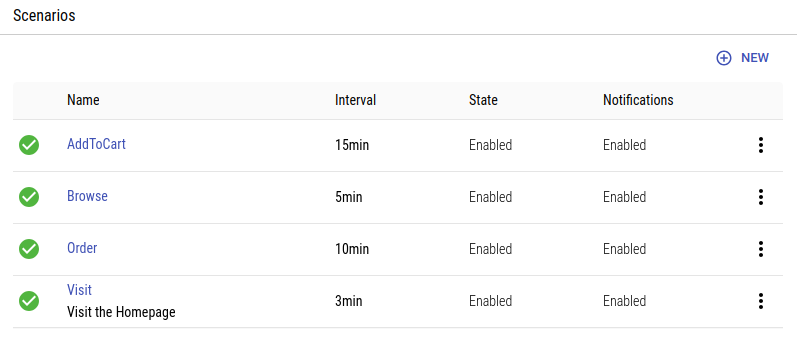 Scenarios
NEW
Name Interval State Notifications
AddToCart 15min Enabled Enabled
Browse 5min Enabled Enabled
Order 10min Enabled Enabled
Visit
Visit the Homepage 3min Enabled Enabled